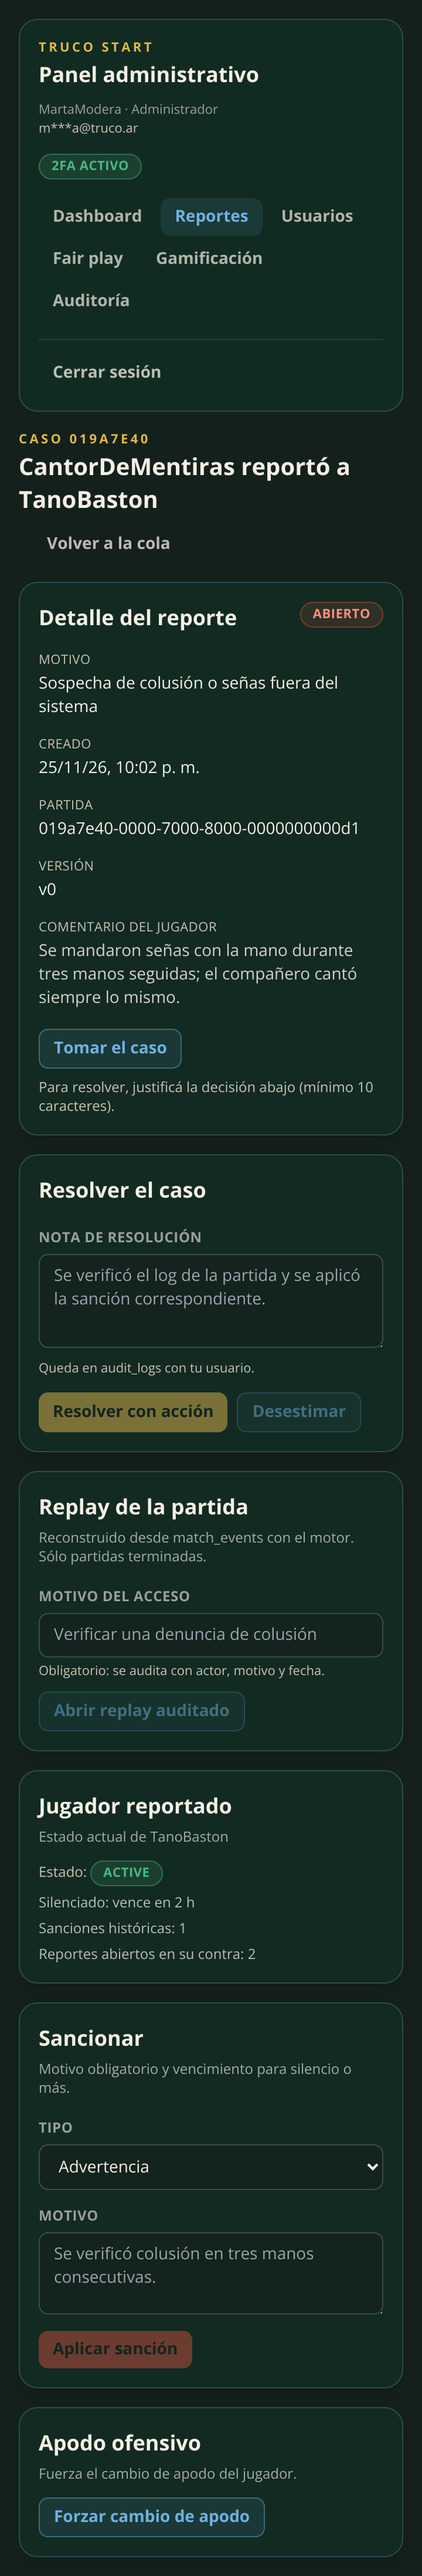 TRUCO START
Panel administrativo
MartaModera · Administrador
m***a@truco.ar
2FA ACTIVO
Dashboard Reportes Usuarios
Fair play Gamificación
Auditoría
Cerrar sesión
CASO 019A7E40
CantorDeMentiras reportó a
TanoBaston
Volver a la cola
Detalle del reporte ABIERTO
MOTIVO
Sospecha de colusión o señas fuera del
sistema
CREADO
25/11/26, 10:02 p. m.
PARTIDA
019a7e40-0000-7000-8000-0000000000d1
VERSIÓN
v0
COMENTARIO DEL JUGADOR
Se mandaron señas con la mano durante
tres manos seguidas; el compañero cantó
siempre lo mismo.
Tomar el caso
Para resolver, justificá la decisión abajo (mínimo 10
caracteres).
Resolver el caso
NOTA DE RESOLUCIÓN
Se verificó el log de la partida y se aplicó
la sanción correspondiente.
Queda en audit_logs con tu usuario.
Resolver con acción Desestimar
Replay de la partida
Reconstruido desde match_events con el motor.
Sólo partidas terminadas.
MOTIVO DEL ACCESO
Verificar una denuncia de colusión
Obligatorio: se audita con actor, motivo y fecha.
Abrir replay auditado
Jugador reportado
Estado actual de TanoBaston
Estado: ACTIVE
Silenciado: vence en 2 h
Sanciones históricas: 1
Reportes abiertos en su contra: 2
Sancionar
Motivo obligatorio y vencimiento para silencio o
más.
TIPO
Advertencia
MOTIVO
Se verificó colusión en tres manos
consecutivas.
Aplicar sanción
Apodo ofensivo
Fuerza el cambio de apodo del jugador.
Forzar cambio de apodo